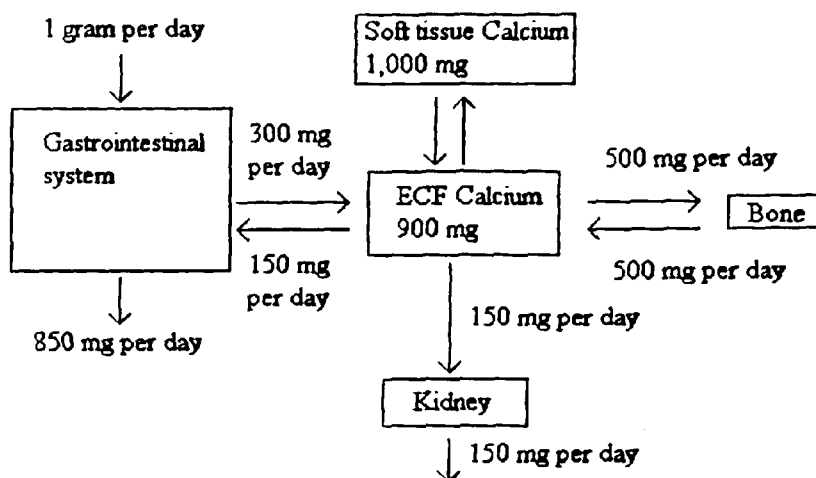 1 gram per day
Soft tissue Calcium
1,000 mg
Gastrointestinal
system
300 mg
per day
ECF Calcium
900 mg
500 mg per day
Bone
500 mg per day
150 mg
per day
850 mg per day
150 mg per day
Kidney
150 mg per day